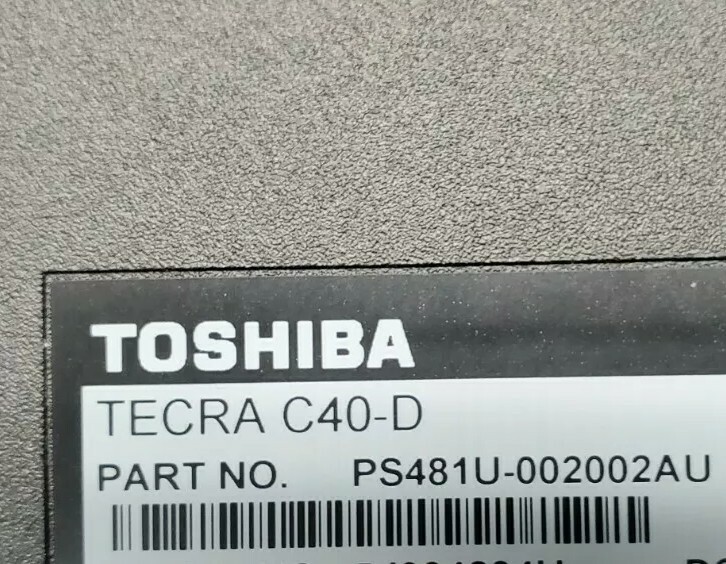 TOSHIBA
TECRA C40-D
PART NO. PS481U-002002AU